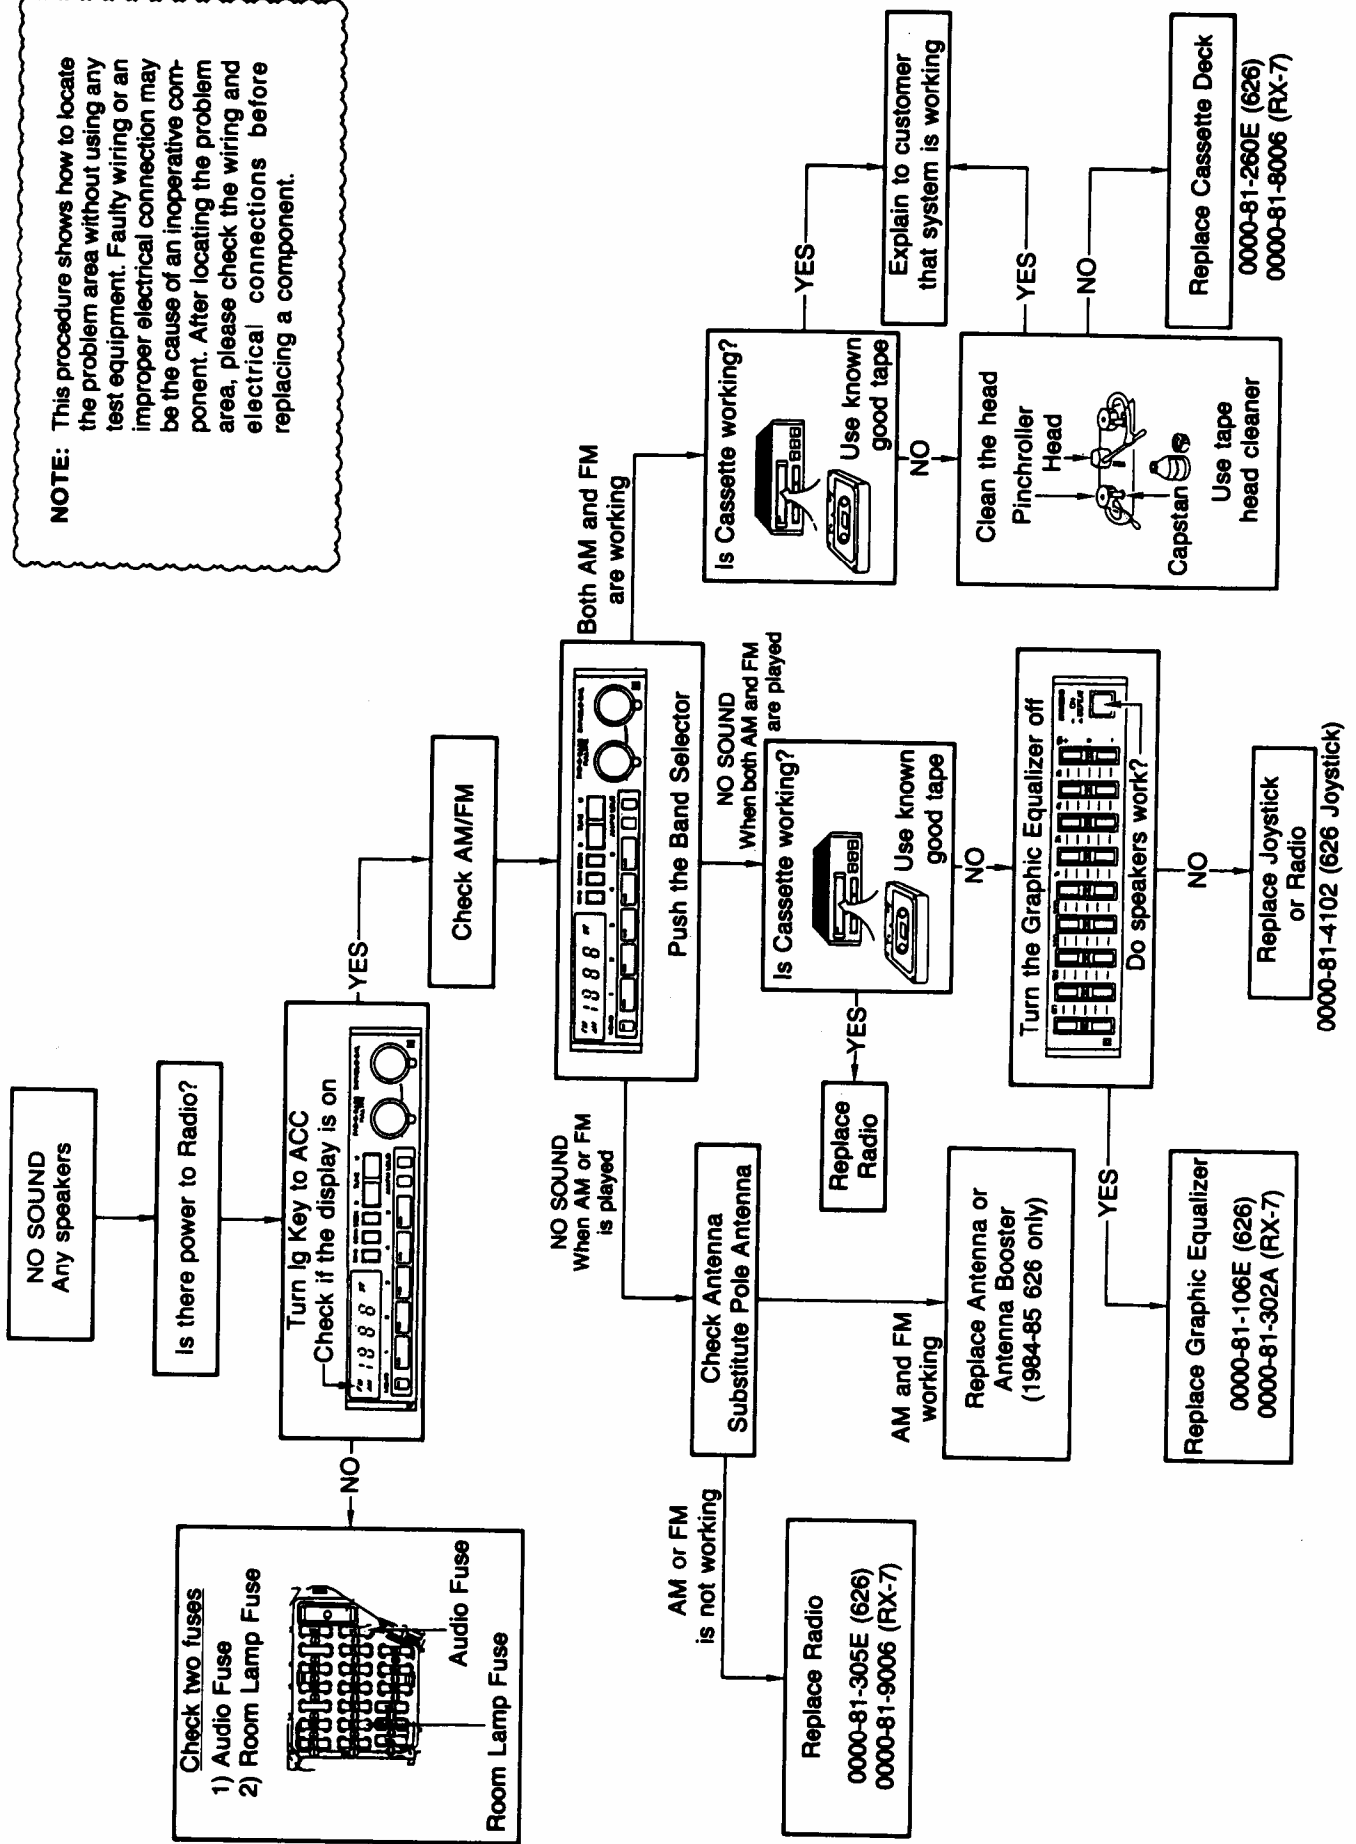 NOTE: This procedure shows how to locate
the problem area without using any
test equipment. Faulty wiring or an
improper electrical connection may
be the cause of an inoperative com-
ponent. After locating the problem
area, please check the wiring and
electrical connections before
replacing a component.
NO SOUND
Any speakers
Is there power to Radio?
Turn Ig Key to ACC
Check if the display is on
NO
Check two fuses
1) Audio Fuse
2) Room Lamp Fuse
Audio Fuse
Room Lamp Fuse
YES
Check AM/FM
Push the Band Selector
NO SOUND
When AM or FM
is played
Check Antenna
Substitute Pole Antenna
AM or FM
is not working
Replace Radio
0000-81-305E (626)
0000-81-9006 (RX-7)
AM and FM
working
Replace Antenna or
Antenna Booster
(1984-85 626 only)
NO SOUND
When both AM and FM
are played
Is Cassette working?
Use known
good tape
YES
Replace
Radio
NO
Turn the Graphic Equalizer off
Do speakers work?
YES
Replace Graphic Equalizer
0000-81-106E (626)
0000-81-302A (RX-7)
NO
Replace Joystick
or Radio
0000-81-4102 (626 Joystick)
Both AM and FM
are working
Is Cassette working?
Use known
good tape
YES
Explain to customer
that system is working
NO
Clean the head
Pinchroller
Head
Capstan
Use tape
head cleaner
YES
NO
Replace Cassette Deck
0000-81-260E (626)
0000-81-8006 (RX-7)